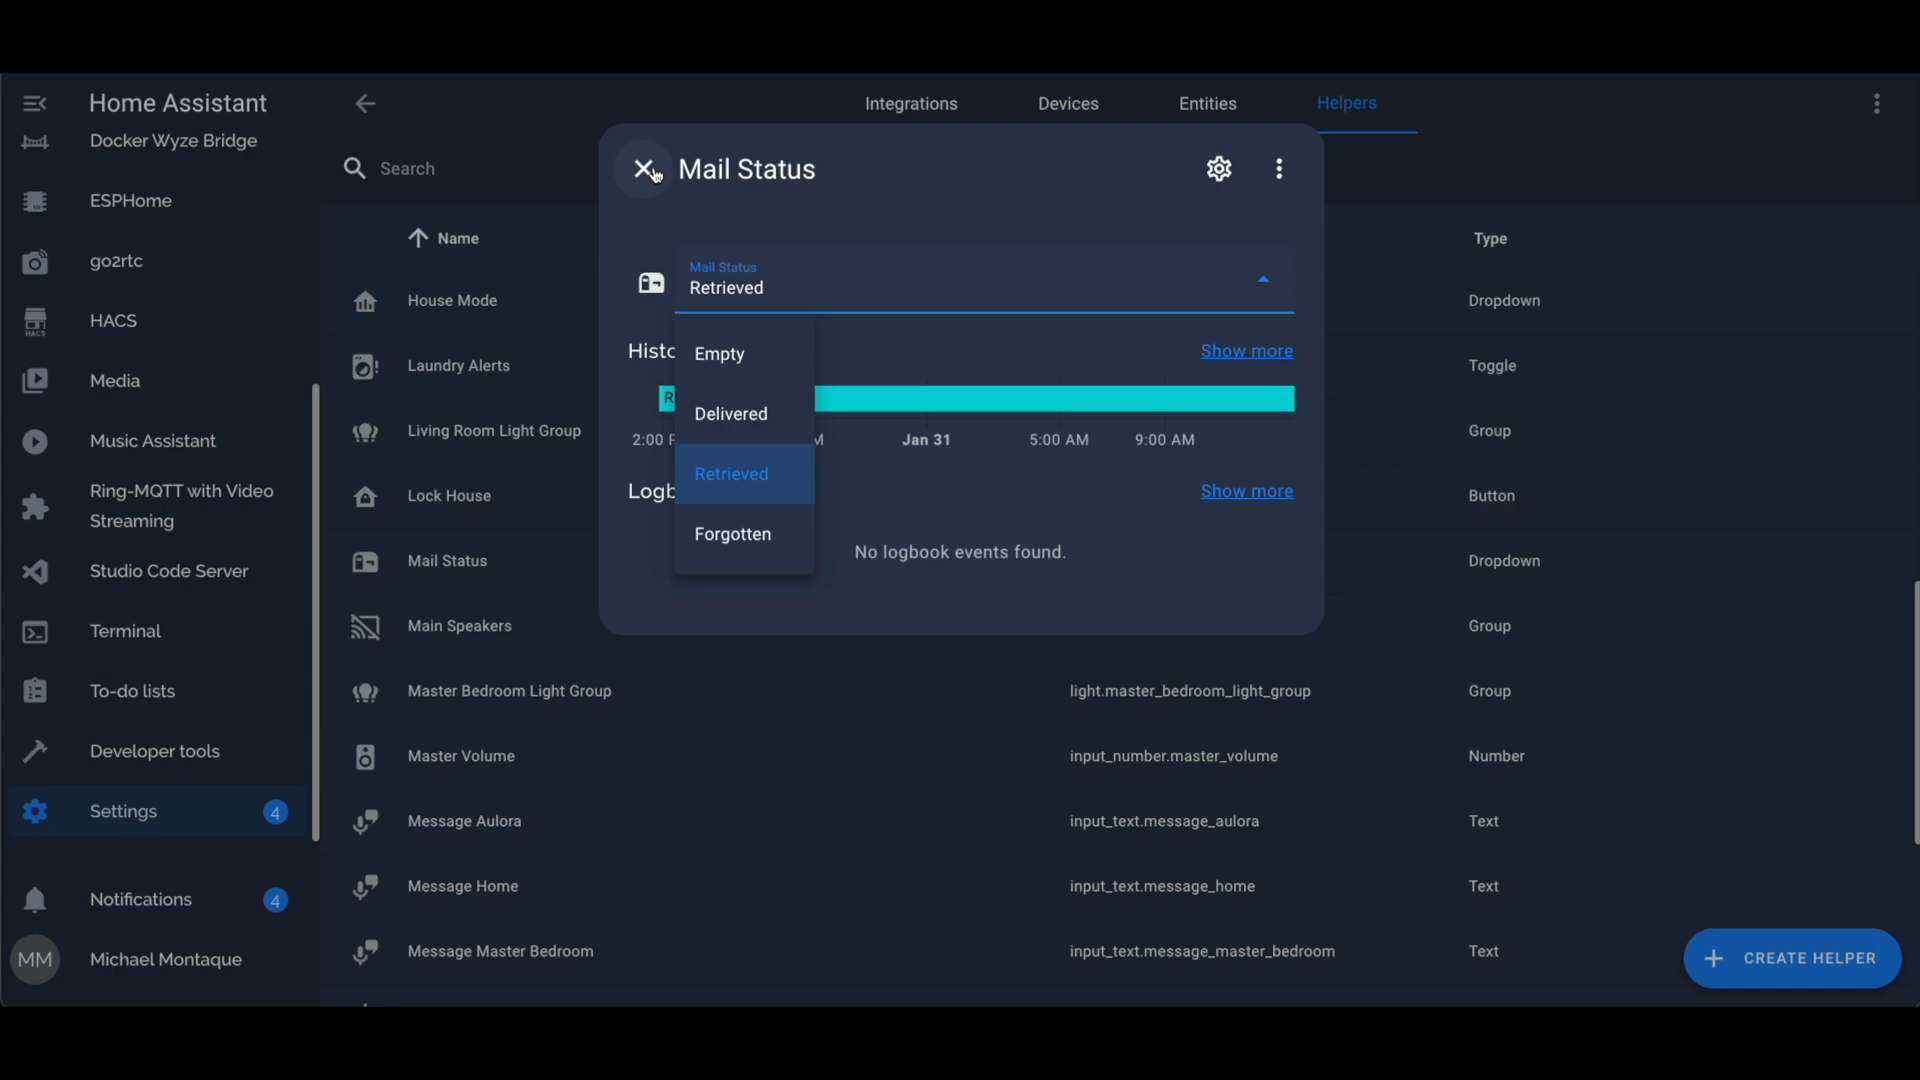 Home Assistant
Docker Wyze Bridge
ESPHome
go2rtc
HACS
HACS
Media
Music Assistant
Ring-MQTT with Video
Streaming
Studio Code Server
Terminal
To-do lists
Developer tools
Settings
4
Notifications
4
MM
Michael Montaque
Integrations
Devices
Entities
Helpers
Search
Name
Type
House Mode
Dropdown
Laundry Alerts
Toggle
Living Room Light Group
Group
Lock House
Button
Mail Status
Dropdown
Main Speakers
Group
Master Bedroom Light Group
light.master_bedroom_light_group
Group
Master Volume
input_number.master_volume
Number
Message Aulora
input_text.message_aulora
Text
Message Home
input_text.message_home
Text
Message Master Bedroom
input_text.message_master_bedroom
Text
CREATE HELPER
Mail Status
Mail Status
Retrieved
Empty
Delivered
Retrieved
Forgotten
Histo
Show more
R
2:00 P
M
Jan 31
5:00 AM
9:00 AM
Logb
Show more
No logbook events found.